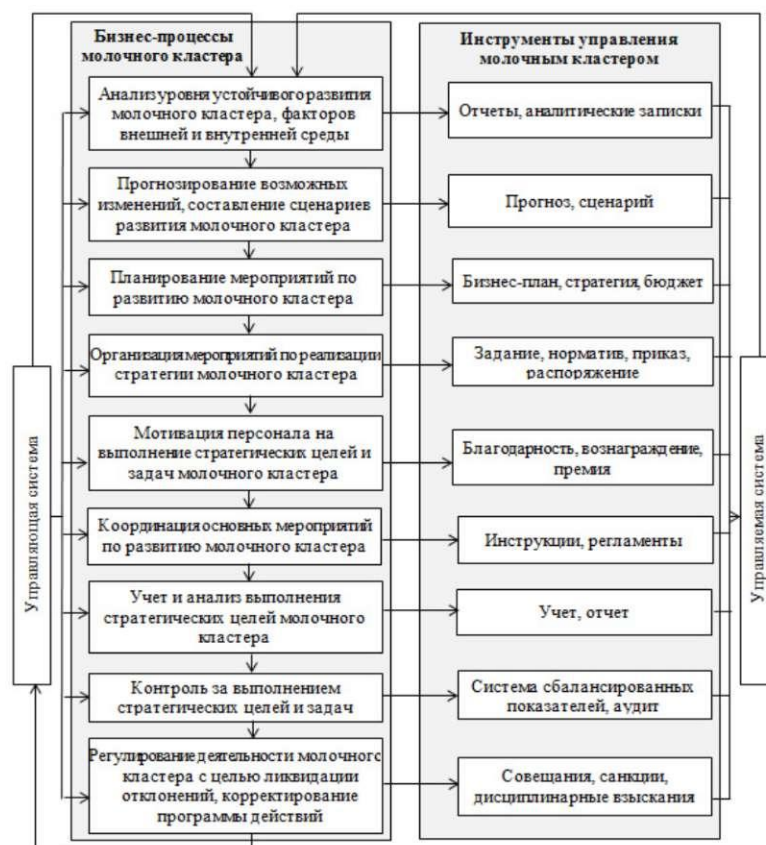 Бизнес-процессы
молочного кластера
Инструменты управления
молочным кластером
Анализ уровня устойчивого развития
молочного кластера, факторов
внешней и внутренней среды
Отчеты, аналитические записки
Прогнозирование возможных
изменений, составление сценариев
развития молочного кластера
Прогноз, сценарий
Планирование мероприятий по
развитию молочного кластера
Бизнес-план, стратегия, бюджет
Организация мероприятий по реализации
стратегии молочного кластера
Задание, норматив, приказ,
распоряжение
Мотивация персонала на
выполнение стратегических целей и
задач молочного кластера
Благодарность, вознаграждение,
премия
Координация основных мероприятий
по развитию молочного кластера
Инструкции, регламенты
Учет и анализ выполнения
стратегических целей молочного
кластера
Учет, отчет
Контроль за выполнением
стратегических целей и задач
Система сбалансированных
показателей, аудит
Регулирование деятельности молочного
кластера с целью ликвидации
отклонений, корректирование
программы действий
Совещания, санкции,
дисциплинарные взыскания
Управляющая система
Управляемая система